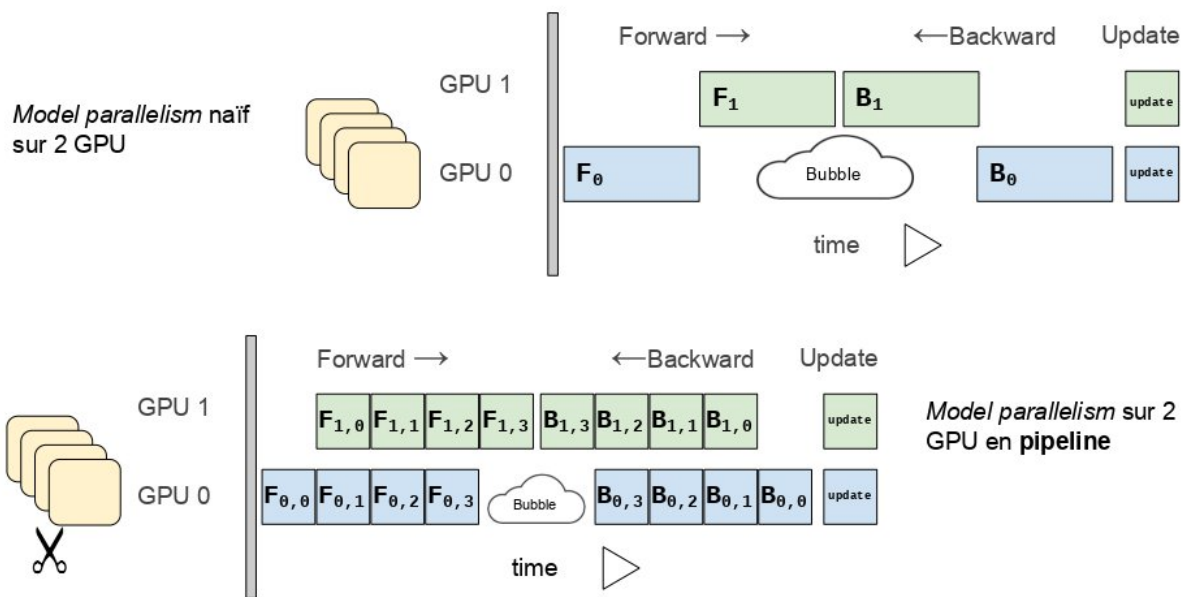 Forward → ←Backward Update
GPU 1
F1 B1 update
Model parallelism naïf
sur 2 GPU
GPU 0
F0 Bubble B0 update
time
Forward → ←Backward Update
GPU 1
F1,0 F1,1 F1,2 F1,3 B1,3 B1,2 B1,1 B1,0 update
Model parallelism sur 2
GPU en pipeline
GPU 0
F0,0 F0,1 F0,2 F0,3 Bubble B0,3 B0,2 B0,1 B0,0 update
time